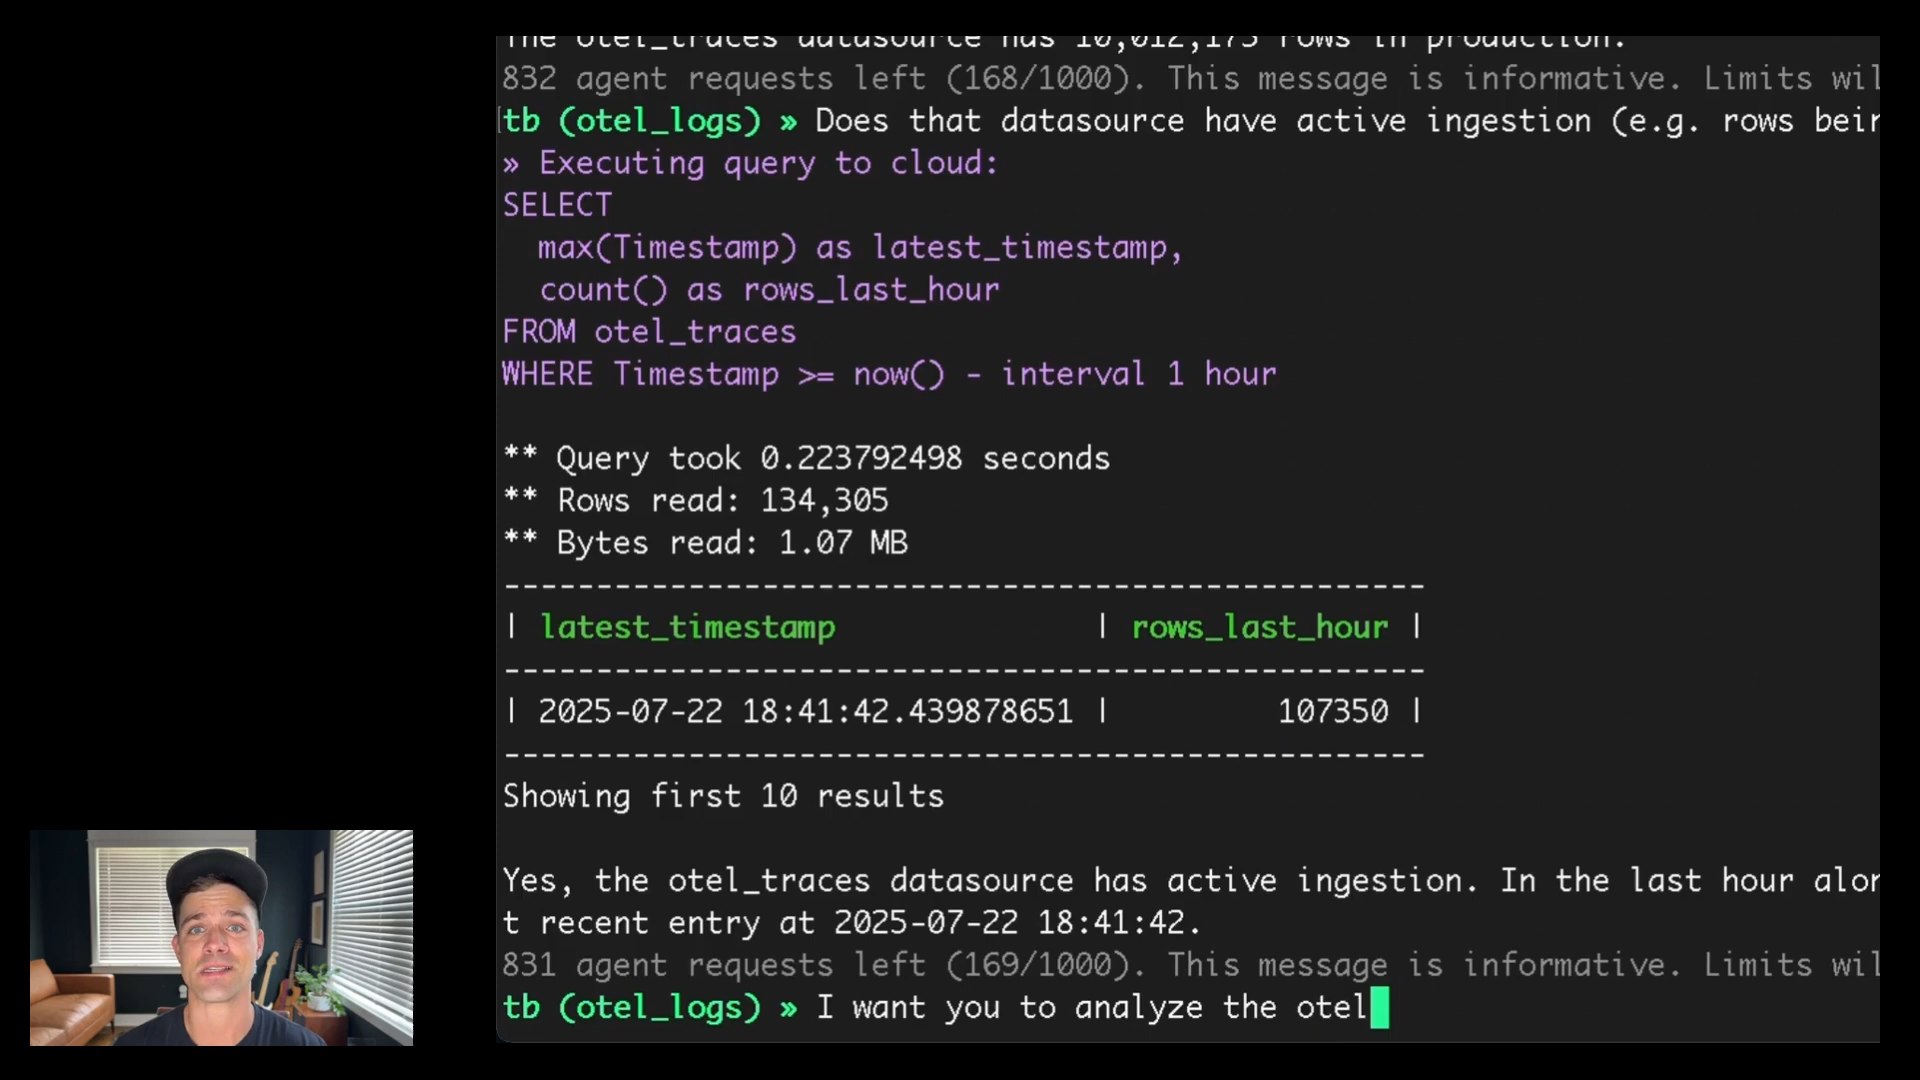 The otel_traces datasource has 10,012,175 rows in production.
832 agent requests left (168/1000). This message is informative. Limits wil
tb (otel_logs) » Does that datasource have active ingestion (e.g. rows bein
» Executing query to cloud:
SELECT
max(Timestamp) as latest_timestamp,
count() as rows_last_hour
FROM otel_traces
WHERE Timestamp >= now() - interval 1 hour
** Query took 0.223792498 seconds
** Rows read: 134,305
** Bytes read: 1.07 MB
--------------------------------------------------
| latest_timestamp | rows_last_hour |
--------------------------------------------------
| 2025-07-22 18:41:42.439878651 | 107350 |
--------------------------------------------------
Showing first 10 results
Yes, the otel_traces datasource has active ingestion. In the last hour alon
t recent entry at 2025-07-22 18:41:42.
831 agent requests left (169/1000). This message is informative. Limits wil
tb (otel_logs) » I want you to analyze the otel